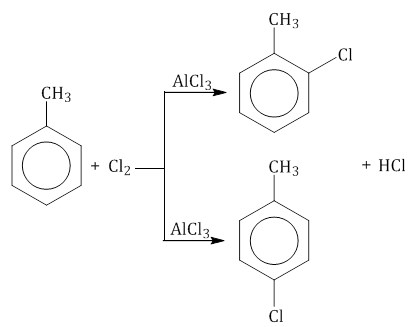 CH₃
+ Cl₂
AlCl₃
CH₃
Cl
AlCl₃
CH₃
Cl
+ HCl